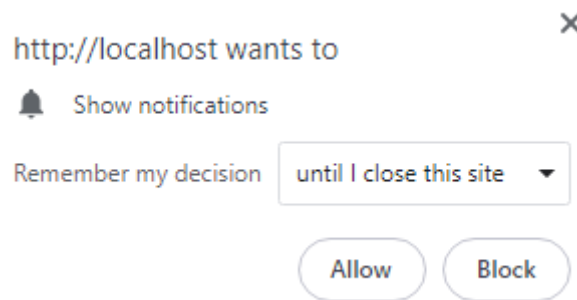 http://localhost wants to
Show notifications
Remember my decision until I close this site
Allow Block